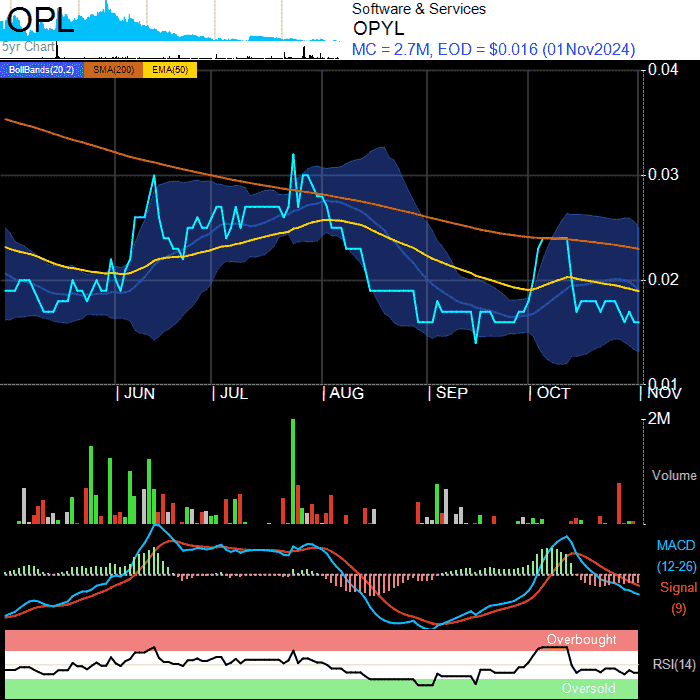 OPL
5yr Chart
Software & Services
OPYL
MC = 2.7M, EOD = $0.016 (01Nov2024)
BollBands(20,2) SMA(200) EMA(50)
0.04
0.03
0.02
0.01
JUN JUL AUG SEP OCT NOV
2M
Volume
MACD
(12-26)
Signal
(9)
Overbought
RSI(14)
Oversold